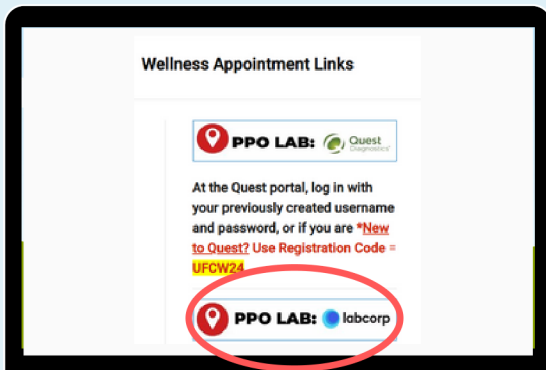 Wellness Appointment Links
PPO LAB: Quest
Diagnostics
At the Quest portal, log in with
your previously created username
and password, or if you are *New
to Quest? Use Registration Code =
UFCW24
PPO LAB: labcorp